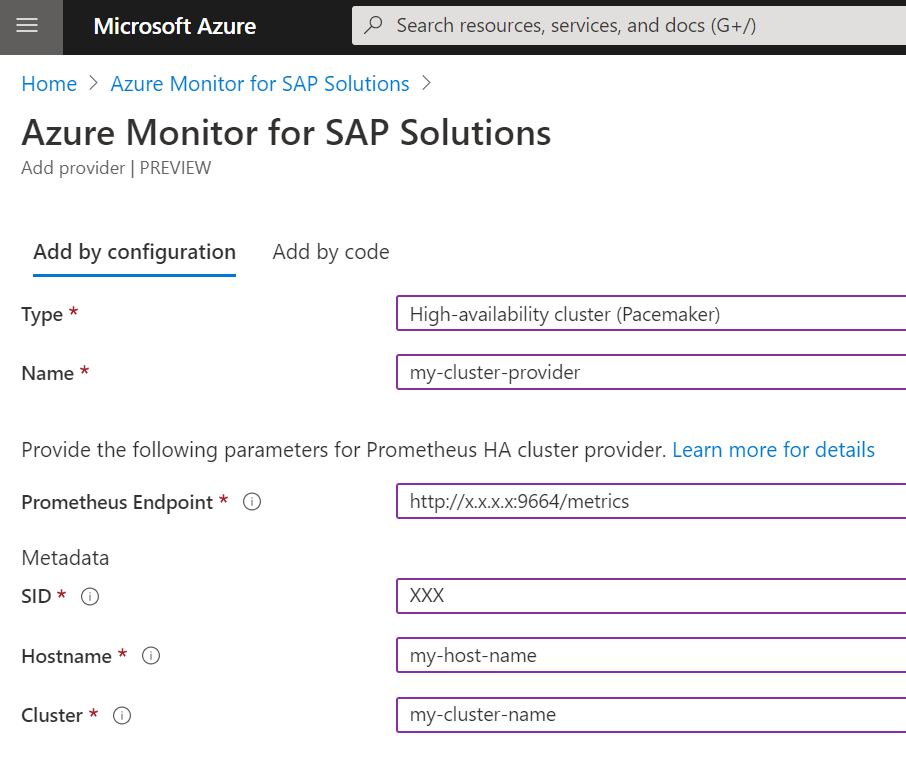 Microsoft Azure
Search resources, services, and docs (G+/)
Home > Azure Monitor for SAP Solutions >
Azure Monitor for SAP Solutions
Add provider | PREVIEW
Add by configuration Add by code
Type * High-availability cluster (Pacemaker)
Name * my-cluster-provider
Provide the following parameters for Prometheus HA cluster provider. Learn more for details
Prometheus Endpoint * http://x.x.x.x:9664/metrics
Metadata
SID * XXX
Hostname * my-host-name
Cluster * my-cluster-name